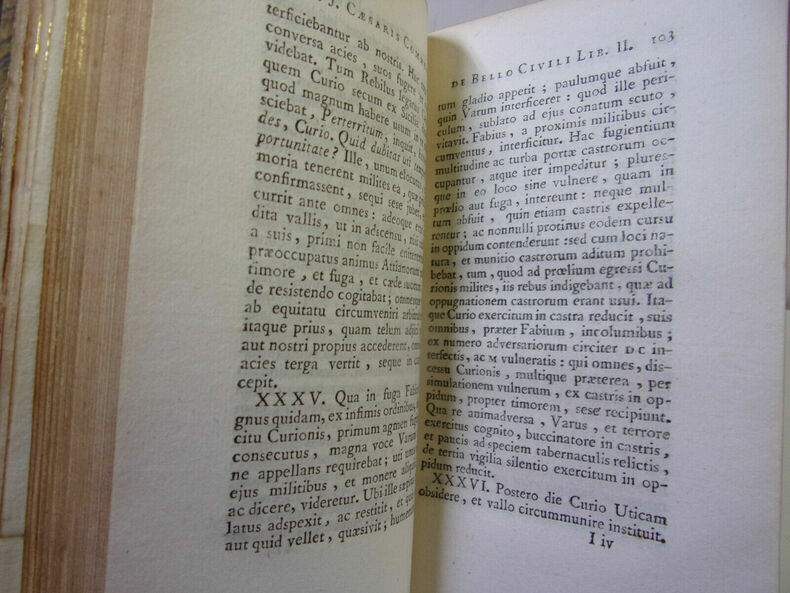 J. CÆSARIS COMM
terficiebantur ab nostris. Hac
conversa acies, suos fugere
videbat. Tum Rebilus legatus
quem Curio secum ex Sicilia
quod magnum habere usum in
sciebat, Perterritum, inquit,
des, Curio. Quid dubitas uti tem
portunitate? Ille, unum elocutus,
moria tenerent milites ea, quæ
confirmassent, sequi sese jubet,
currit ante omnes: adeoque
dita vallis, ut in adscensu, nisi
a suis, primi non facile
præoccupatus animus Attianorum
timore, et fuga, et cæde suorum
de resistendo cogitabat; omnesque
ab equitatu circumveniri
itaque prius, quam telum adjici
aut nostri propius accederent, omnis
acies terga vertit, seque in ca
cepit.
XXXV. Qua in fuga Fabius
gnus quidam, ex infimis ordinibus,
citu Curionis, primum agmen
consecutus, magna voce Varum
ne appellans requirebat; uti unus
ejus militibus, et monere aliquid
ac dicere, videretur. Ubi ille sæpius
latus adspexit, ac restitit, et quis
aut quid vellet, quæsivit; humerum
DE BELLO CIVILI LIB. II. 103
tum gladio appetit; paulumque abfuit,
quin Varum interficeret: quod ille peri-
culum, sublato ad ejus conatum scuto,
vitavit. Fabius, a proximis militibus cir-
cumventus, interficitur. Hac fugientium
multitudine ac turba portæ castrorum oc-
cupantur, atque iter impeditur; plures-
que in eo loco sine vulnere, quam in
prœlio aut fuga, intereunt: neque mul-
tum abfuit, quin etiam castris expelle-
rentur; ac nonnulli protinus eodem cursu
in oppidum contenderunt: sed cum loci na-
tura, et munitio castrorum aditum prohi-
bebat, tum, quod ad prœlium egressi Cu-
rionis milites, iis rebus indigebant, quæ ad
oppugnationem castrorum erant usui. Ita-
que Curio exercitum in castra reducit, suis
omnibus, præter Fabium, incolumibus;
ex numero adversariorum circiter DC in-
terfectis, ac M vulneratis: qui omnes, dis-
cessu Curionis, multique præterea, per
simulationem vulnerum, ex castris in op-
pidum, propter timorem, sese recipiunt.
Qua re animadversa, Varus, et terrore
exercitus cognito, buccinatore in castris,
et paucis ad speciem tabernaculis relictis,
de tertia vigilia silentio exercitum in op-
pidum reducit.
XXXVI. Postero die Curio Uticam
obsidere, et vallo circummunire instituit.
I iv